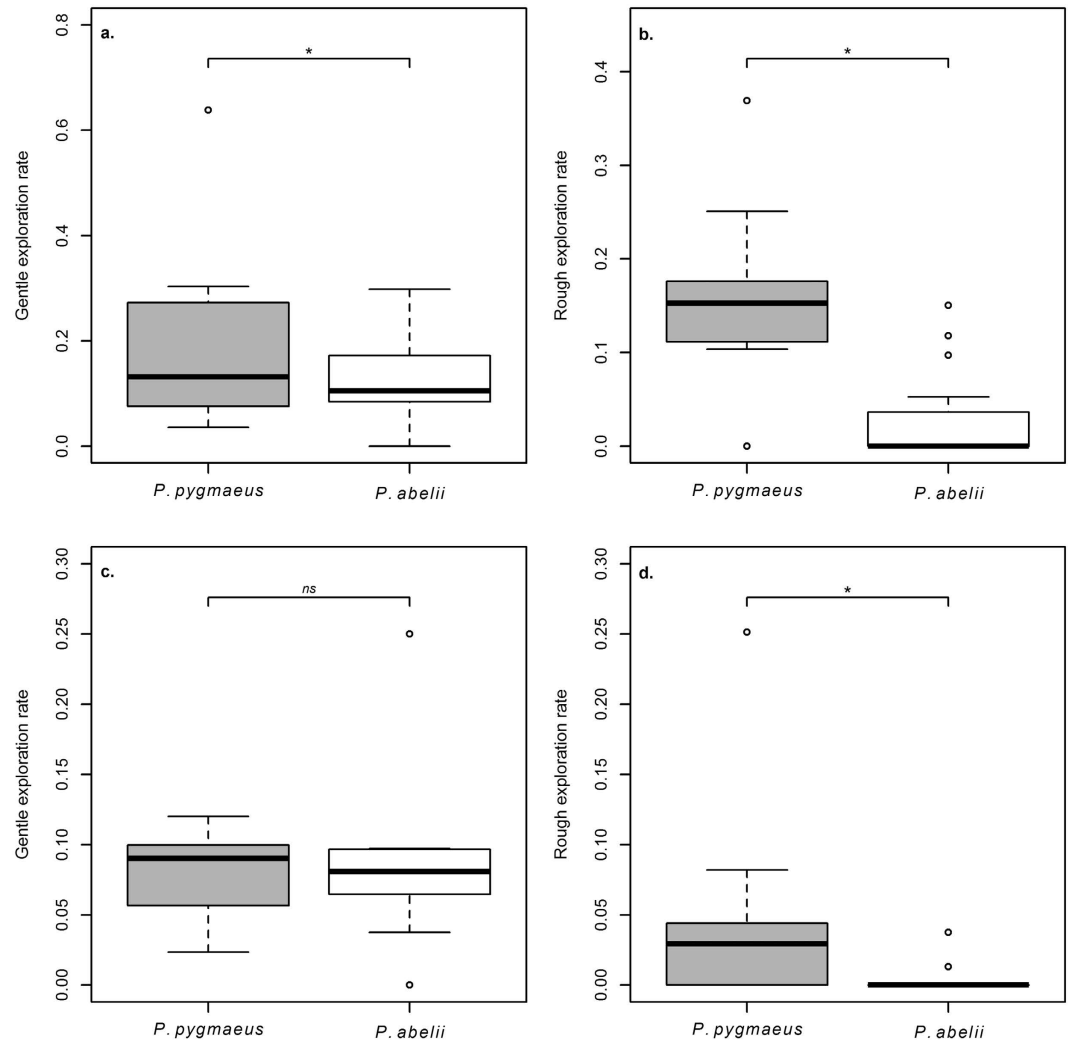 a.
*
Gentle exploration rate
0.8
0.6
0.4
0.2
0.0
P. pygmaeus
P. abelii
b.
*
Rough exploration rate
0.4
0.3
0.2
0.1
0.0
P. pygmaeus
P. abelii
c.
ns
Gentle exploration rate
0.30
0.25
0.20
0.15
0.10
0.05
0.00
P. pygmaeus
P. abelii
d.
*
Rough exploration rate
0.30
0.25
0.20
0.15
0.10
0.05
0.00
P. pygmaeus
P. abelii